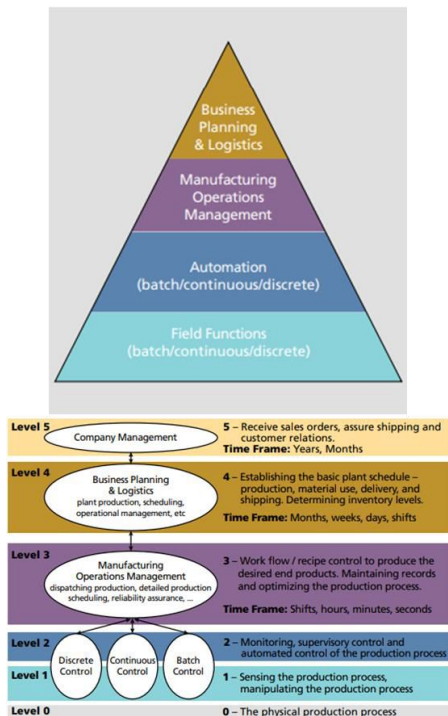 Business
Planning
& Logistics
Manufacturing
Operations
Management
Automation
(batch/continuous/discrete)
Field Functions
(batch/continuous/discrete)
Level 5
Company Management
5 – Receive sales orders, assure shipping and
customer relations.
Time Frame: Years, Months
Level 4
Business Planning
& Logistics
plant production, scheduling,
operational management, etc
4 – Establishing the basic plant schedule –
production, material use, delivery, and
shipping. Determining inventory levels.
Time Frame: Months, weeks, days, shifts
Level 3
Manufacturing
Operations Management
dispatching production, detailed production
scheduling, reliability assurance, ...
3 – Work flow / recipe control to produce the
desired end products. Maintaining records
and optimizing the production process.
Time Frame: Shifts, hours, minutes, seconds
Level 2
2 – Monitoring, supervisory control and
automated control of the production process
Discrete
Control
Continuous
Control
Batch
Control
Level 1
1 – Sensing the production process,
manipulating the production process
Level 0
0 – The physical production process